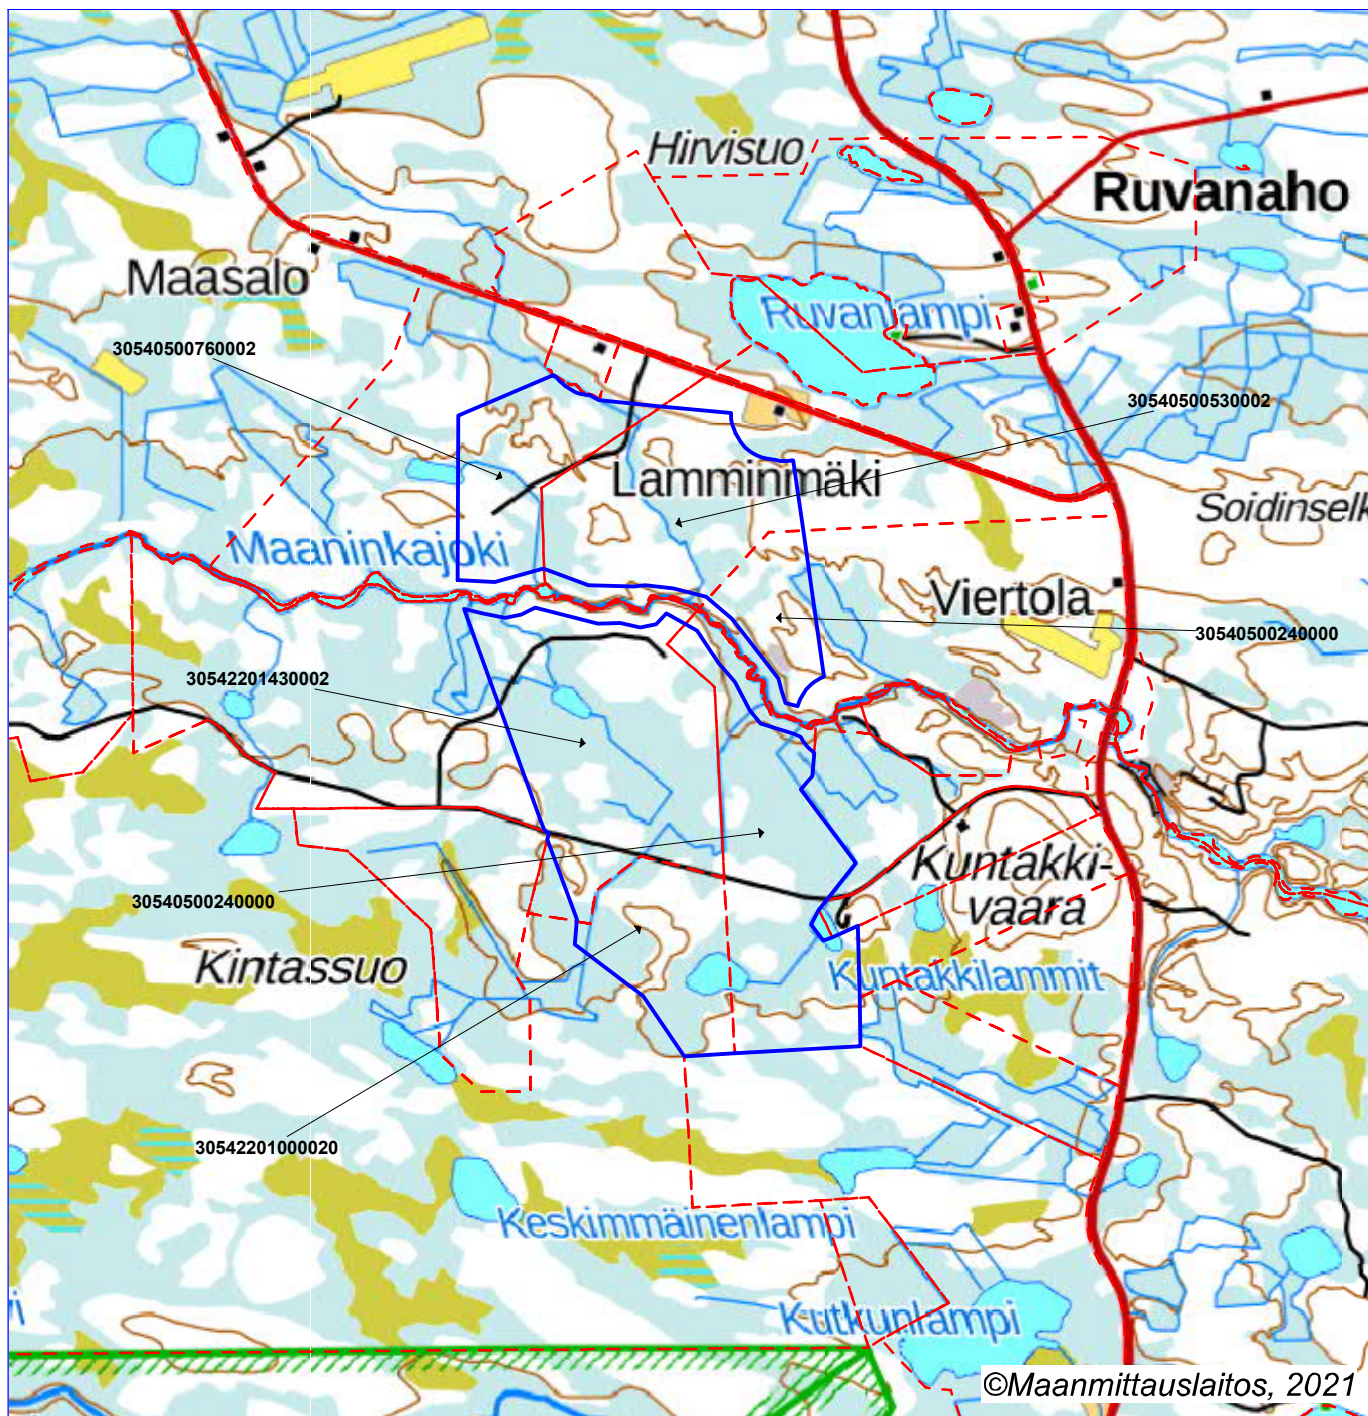 Hirvisuo
Ruvanaho
Maasalo
Ruvanlampi
30540500760002
30540500530002
Lamminmäki
Soidinselk
Maaninkajoki
Viertola
30540500240000
30542201430002
Kuntakki-
vaara
30540500240000
Kintassuo
Kuntakkilammit
30542201000020
Keskimmäinenlampi
Kutkunlampi
©Maanmittauslaitos, 2021